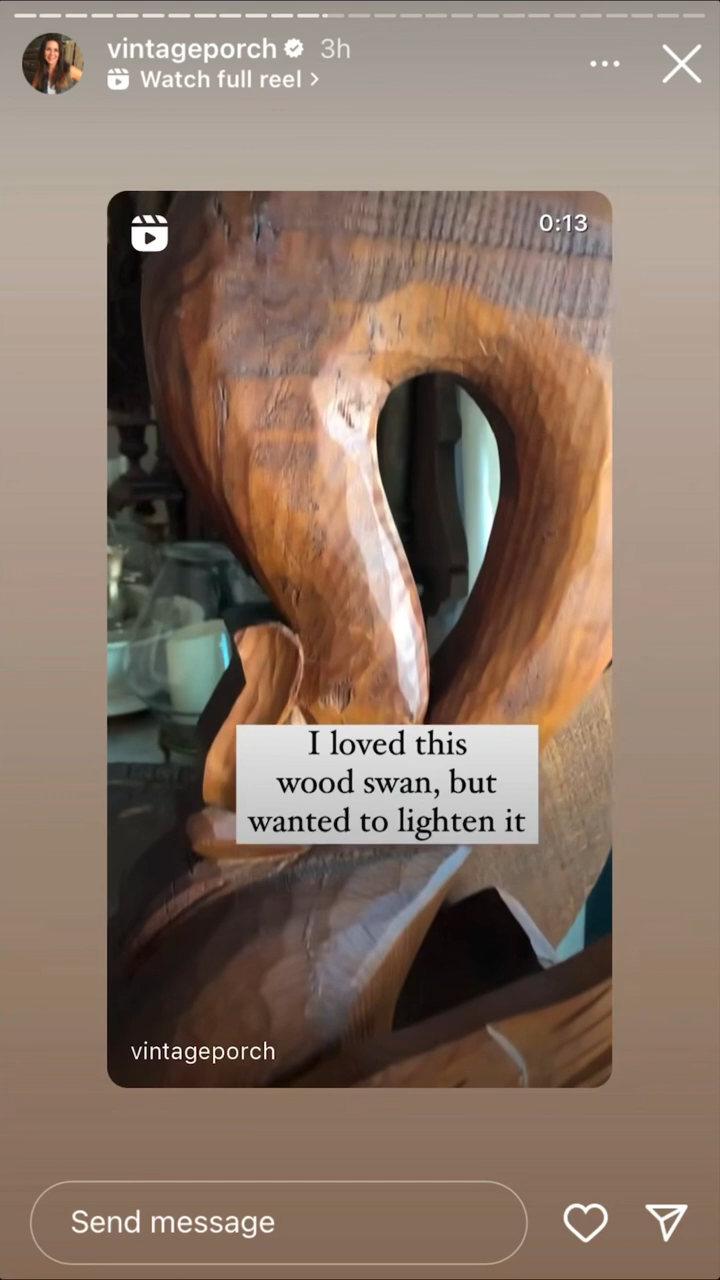 vintageporch 3h
Watch full reel >
0:13
I loved this
wood swan, but
wanted to lighten it
vintageporch
Send message